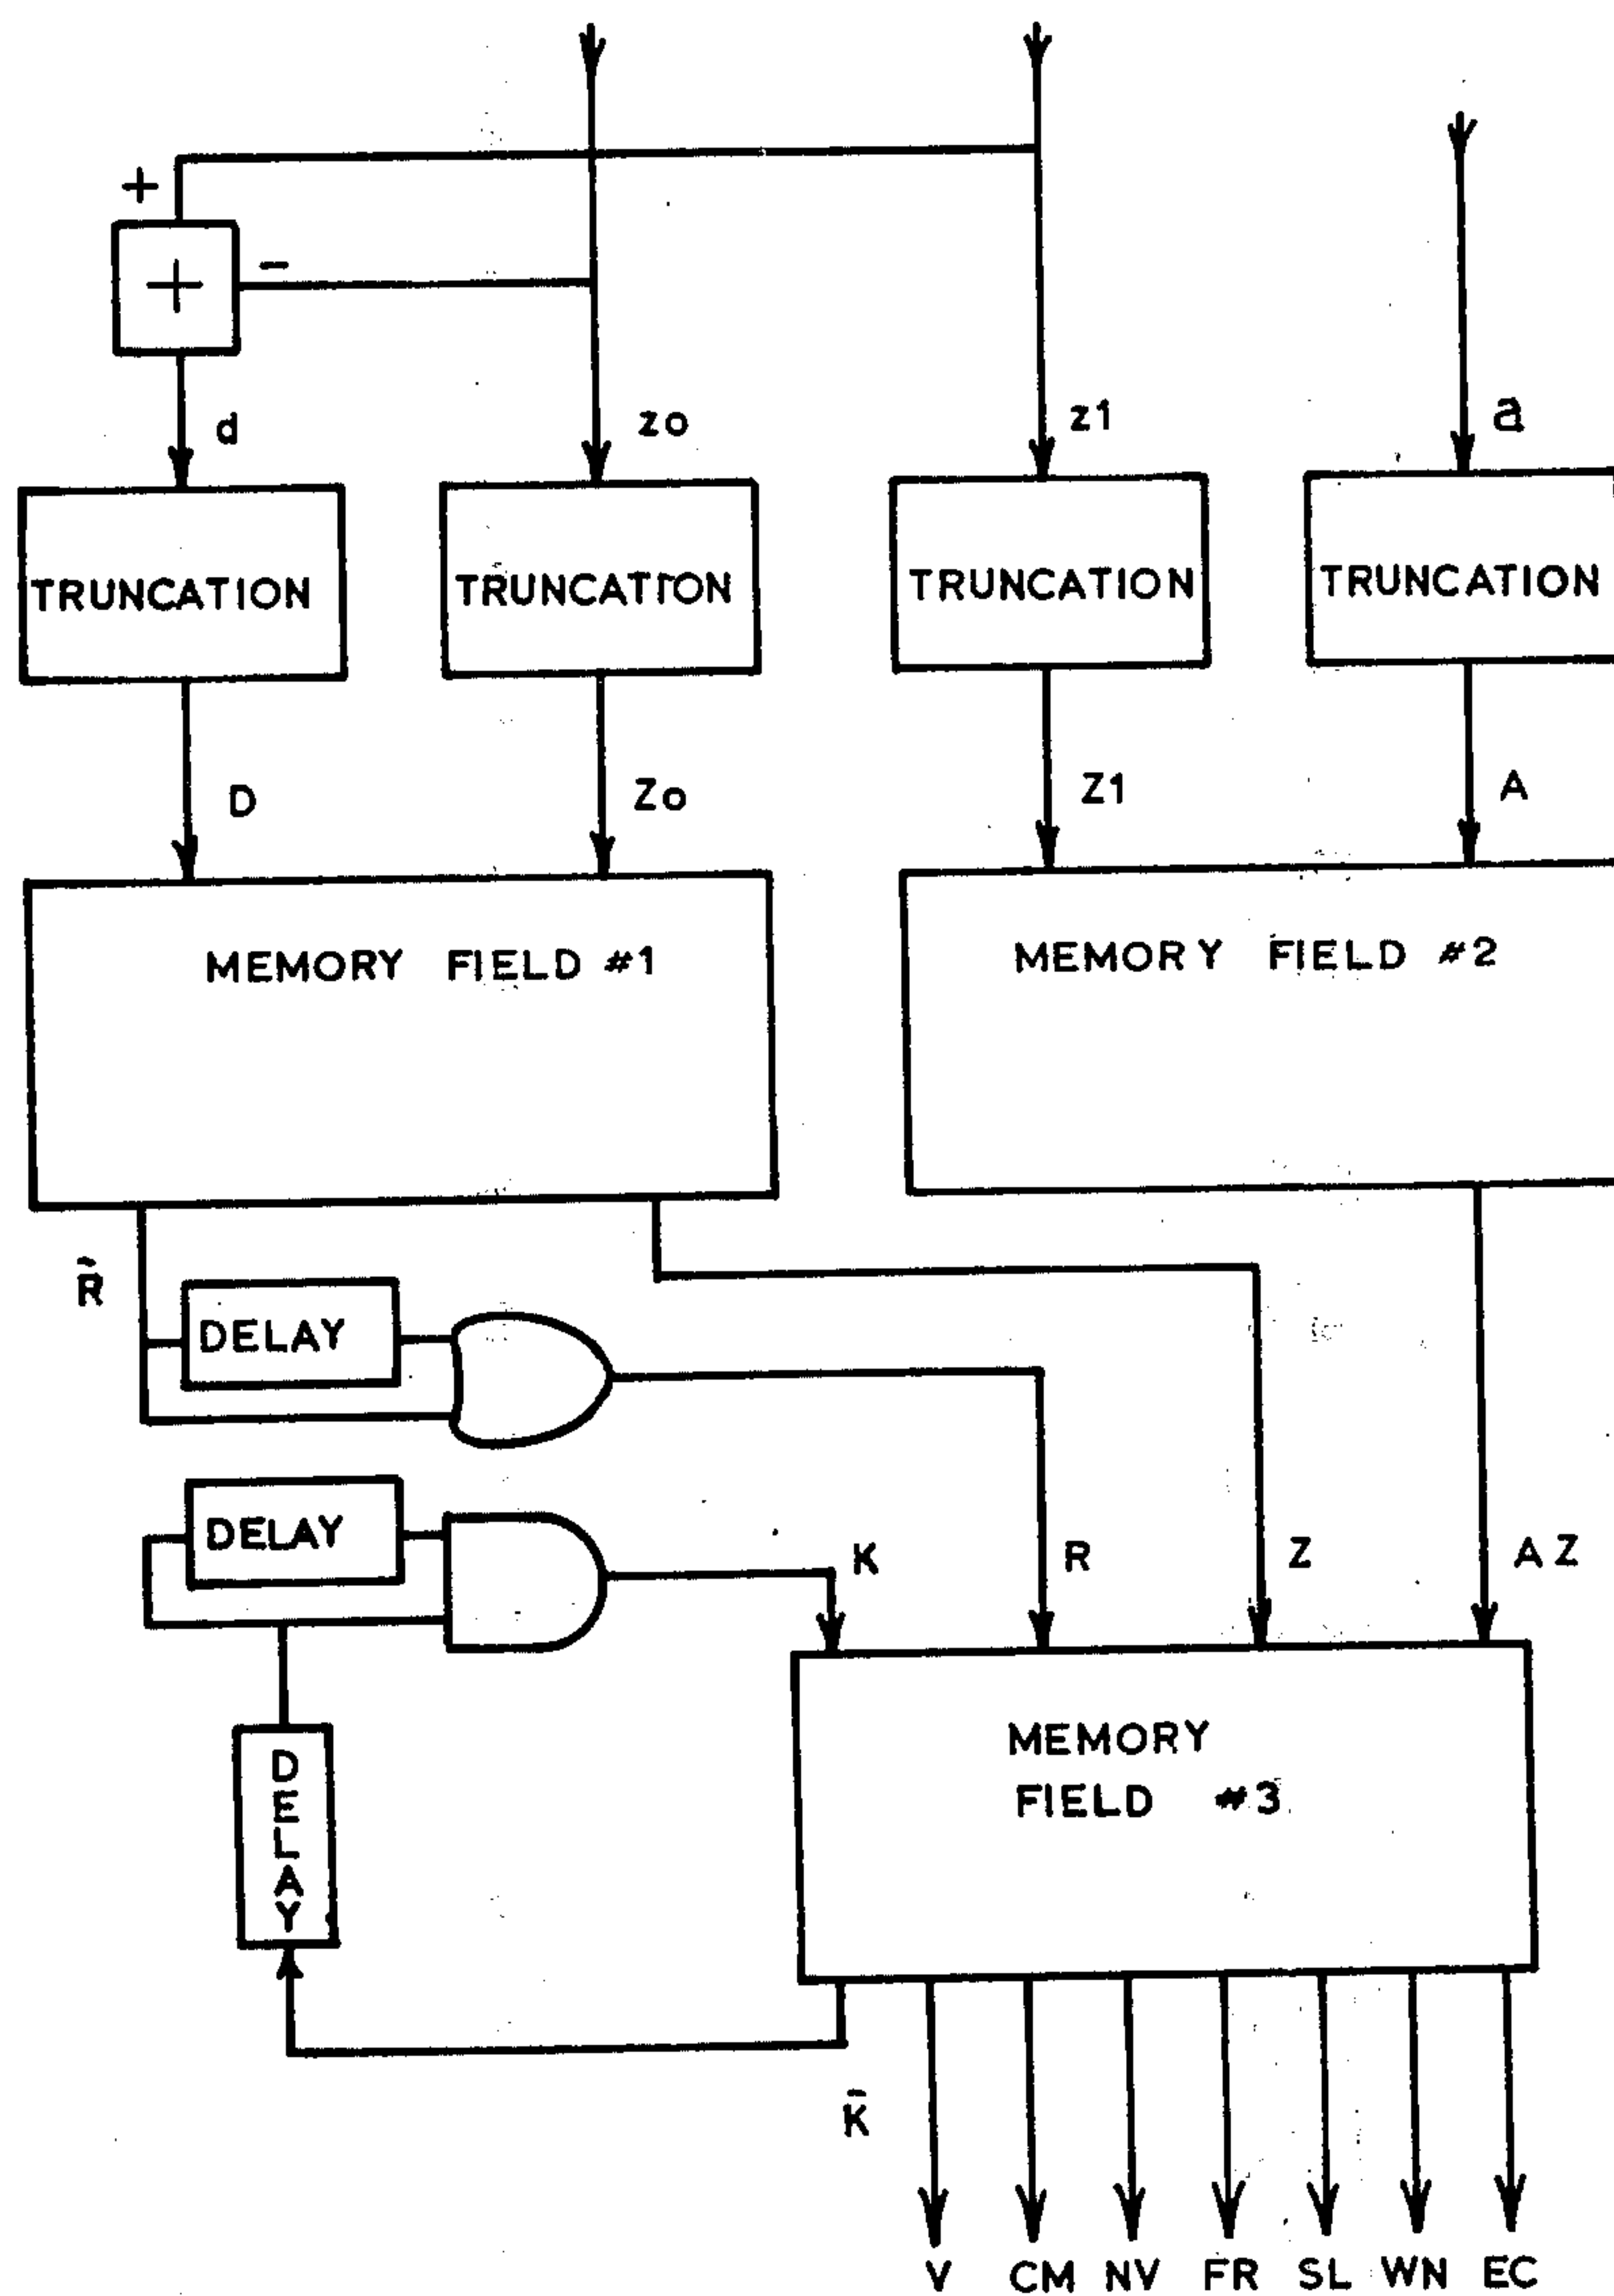 +
-
+
d
zo
z1
a
TRUNCATION
TRUNCATION
TRUNCATION
TRUNCATION
D
Zo
Z1
A
MEMORY FIELD #1
MEMORY FIELD #2
R̃
DELAY
DELAY
K
R
Z
AZ
MEMORY
FIELD #3
DELAY
K̄
V
CM
NV
FR
SL
WN
EC